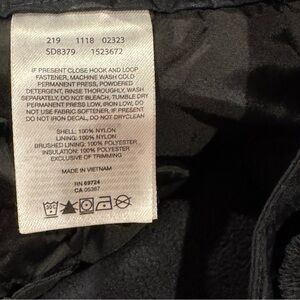 219 1118 02323
SD8379 1523672
IF PRESENT CLOSE HOOK AND LOOP
FASTENER, MACHINE WASH COLD
PERMANENT PRESS, POWDERED
DETERGENT, RINSE THOROUGHLY, WASH
SEPARATELY, DO NOT BLEACH, TUMBLE DRY
PERMANENT PRESS LOW, IRON LOW, DO
NOT USE FABRIC SOFTENER. IF PRESENT
DO NOT IRON DECAL, DO NOT DRYCLEAN
SHELL: 100% NYLON
LINING: 100% NYLON
BRUSHED LINING: 100% POLYESTER
INSULATION: 100% POLYESTER
EXCLUSIVE OF TRIMMING
MADE IN VIETNAM
RN 69724
CA 05367